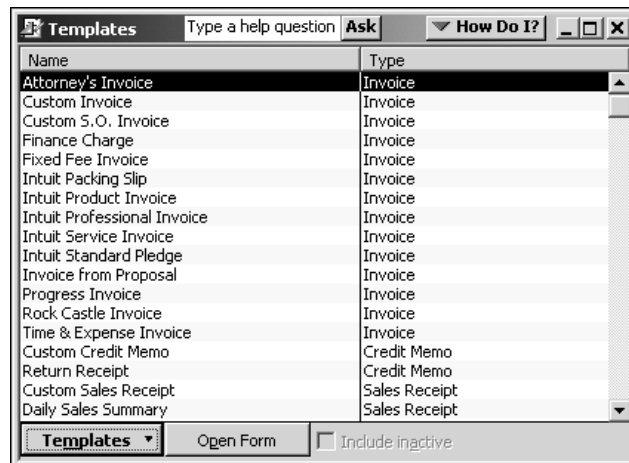 Templates Type a help question Ask How Do I?
Name Type
Attorney's Invoice Invoice
Custom Invoice Invoice
Custom S.O. Invoice Invoice
Finance Charge Invoice
Fixed Fee Invoice Invoice
Intuit Packing Slip Invoice
Intuit Product Invoice Invoice
Intuit Professional Invoice Invoice
Intuit Service Invoice Invoice
Intuit Standard Pledge Invoice
Invoice from Proposal Invoice
Progress Invoice Invoice
Rock Castle Invoice Invoice
Time & Expense Invoice Invoice
Custom Credit Memo Credit Memo
Return Receipt Credit Memo
Custom Sales Receipt Sales Receipt
Daily Sales Summary Sales Receipt
Templates Open Form Include inactive